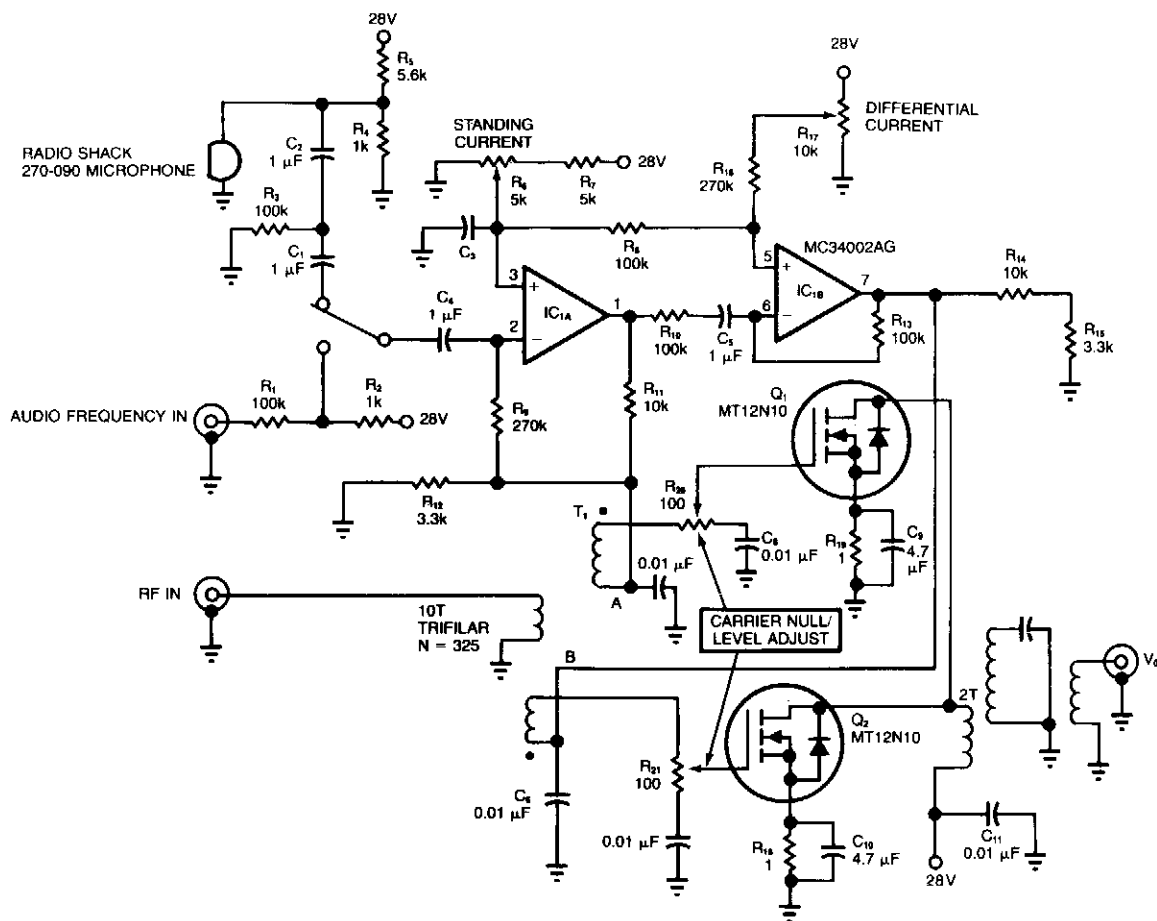 28V
R5
5.6k
C2
1 µF
R4
1k
RADIO SHACK
270-090 MICROPHONE
R3
100k
C1
1 µF
STANDING
CURRENT
28V
R6
5k
R7
5k
28V
R17
10k
DIFFERENTIAL
CURRENT
R16
270k
C3
R8
100k
MC34002AG
3
+
2
−
IC1A
1
5
+
6
−
IC1B
7
R14
10k
C4
1 µF
R10
100k
C5
1 µF
R13
100k
R15
3.3k
R1
100k
R2
1k
AUDIO FREQUENCY IN
28V
R9
270k
R11
10k
Q1
MT12N10
R12
3.3k
T1
R20
100
C8
0.01 µF
0.01 µF
R19
1
C9
4.7
µF
A
RF IN
10T
TRIFILAR
N = 325
CARRIER NULL/
LEVEL ADJUST
B
2T
Q2
MT12N10
R21
100
C6
0.01 µF
0.01 µF
R18
1
C10
4.7 µF
C11
0.01 µF
28V